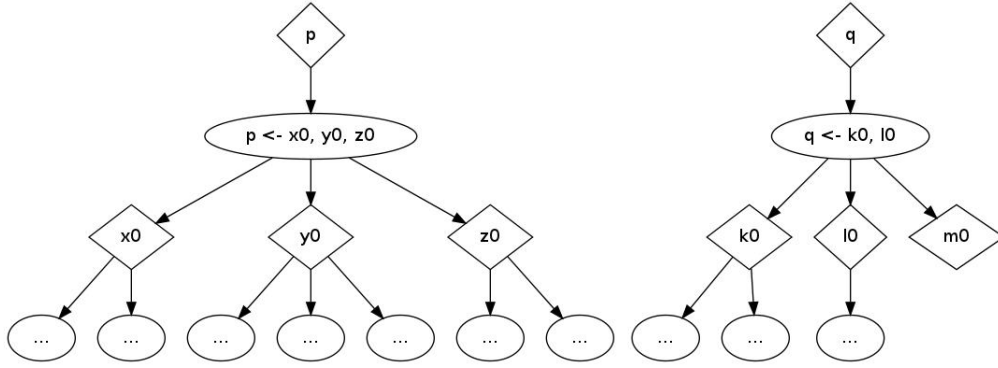 p
q
p <- x0, y0, z0
q <- k0, l0
x0
y0
z0
k0
l0
m0
...
...
...
...
...
...
...
...
...
...